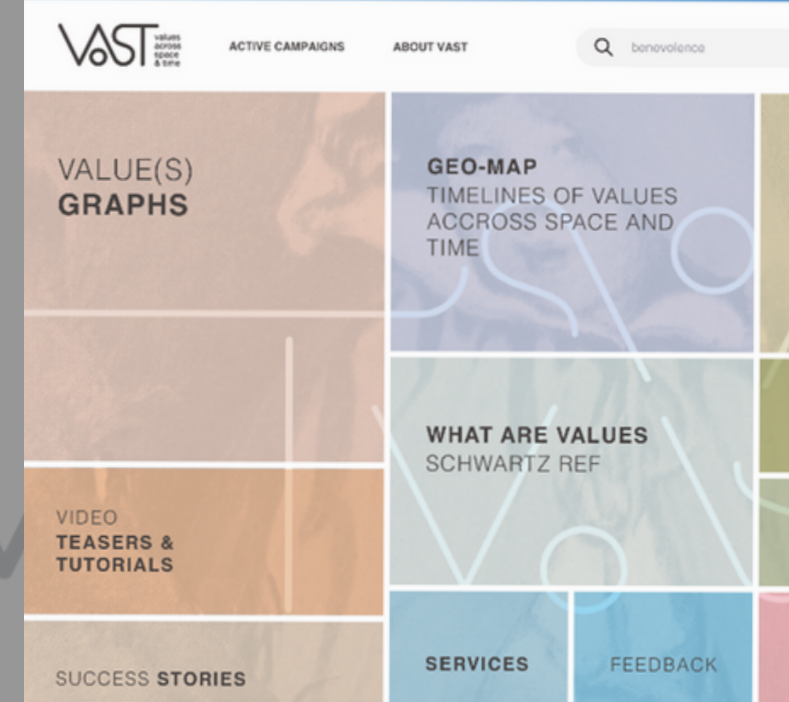 VAST values
across
space
& time
ACTIVE CAMPAIGNS
ABOUT VAST
benevolence
VALUE(S)
GRAPHS
GEO-MAP
TIMELINES OF VALUES
ACCROSS SPACE AND
TIME
WHAT ARE VALUES
SCHWARTZ REF
VIDEO
TEASERS &
TUTORIALS
SUCCESS STORIES
SERVICES
FEEDBACK